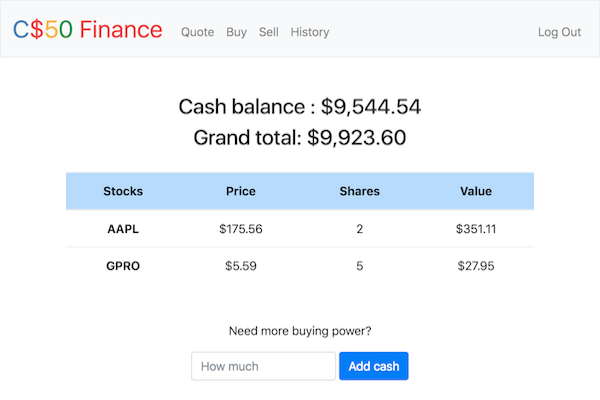 C$50 Finance Quote Buy Sell History Log Out
Cash balance : $9,544.54
Grand total: $9,923.60
Stocks Price Shares Value
AAPL $175.56 2 $351.11
GPRO $5.59 5 $27.95
Need more buying power?
How much Add cash